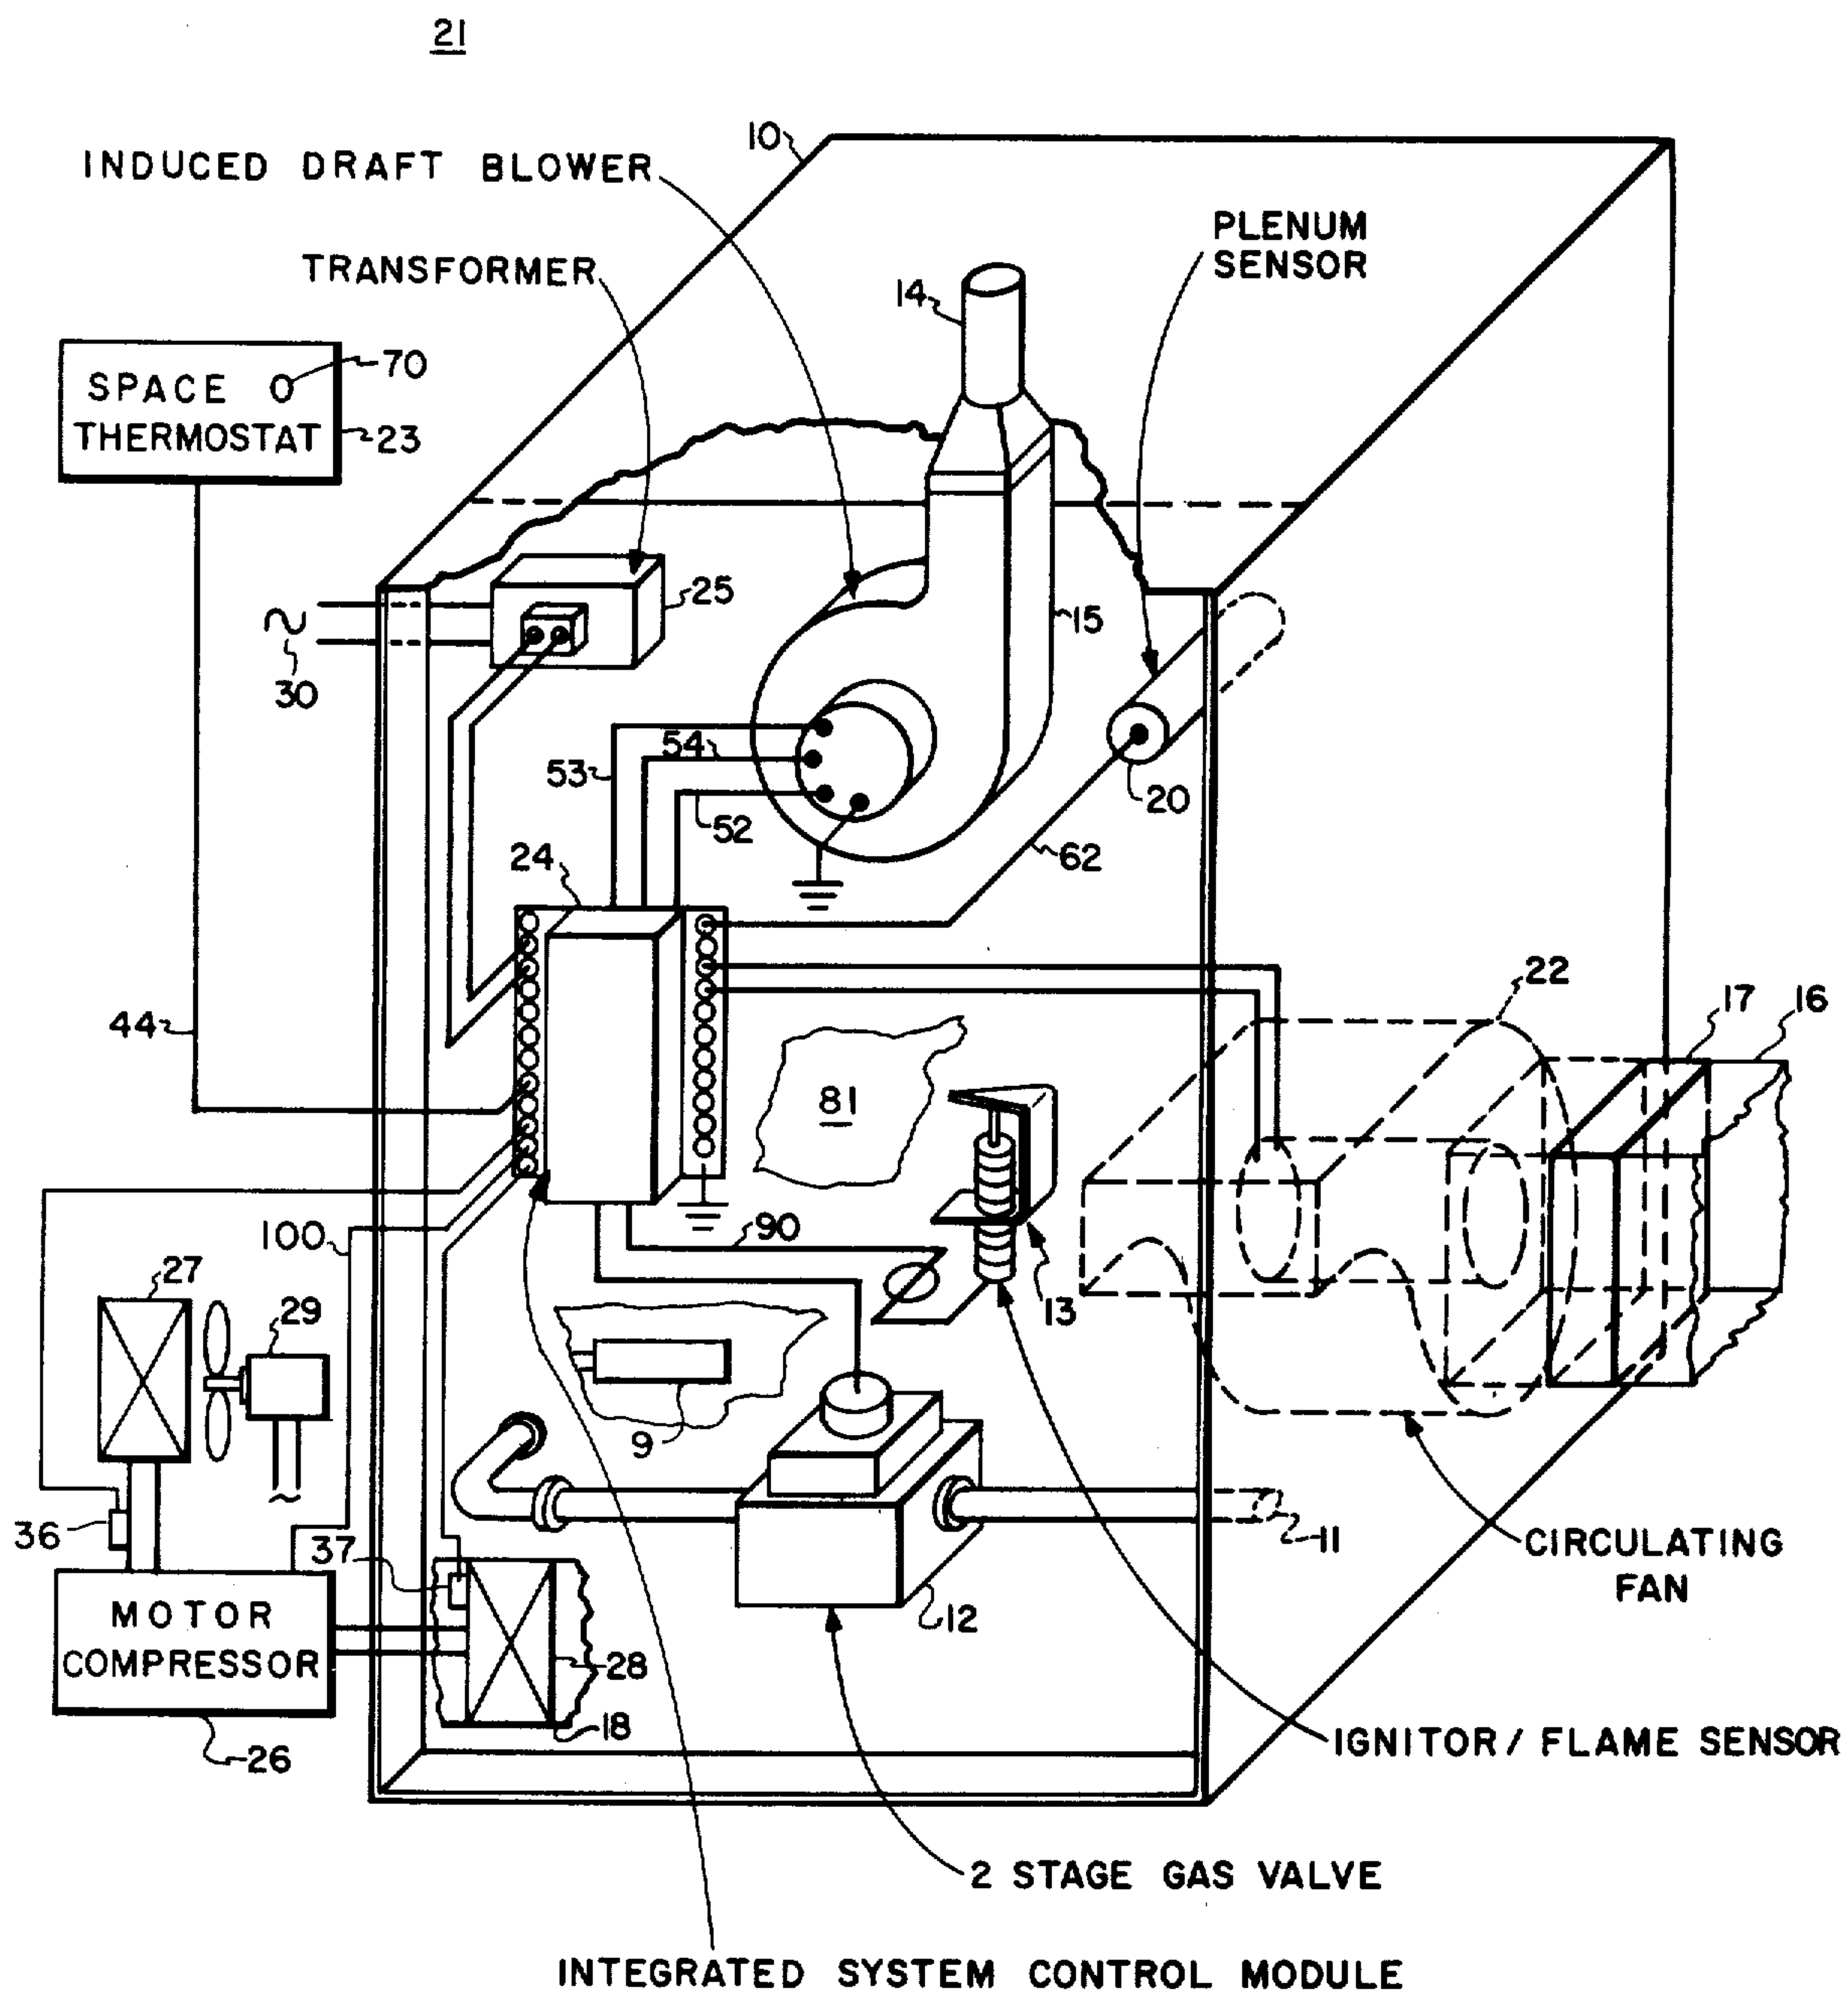 21
10
INDUCED DRAFT BLOWER
PLENUM
SENSOR
TRANSFORMER
14
70
SPACE
THERMOSTAT
23
25
15
30
54
53
20
52
24
62
22
17
16
44
81
90
100
27
13
29
9
36
37
11
CIRCULATING
FAN
MOTOR
COMPRESSOR
12
28
18
26
IGNITOR/ FLAME SENSOR
2 STAGE GAS VALVE
INTEGRATED SYSTEM CONTROL MODULE